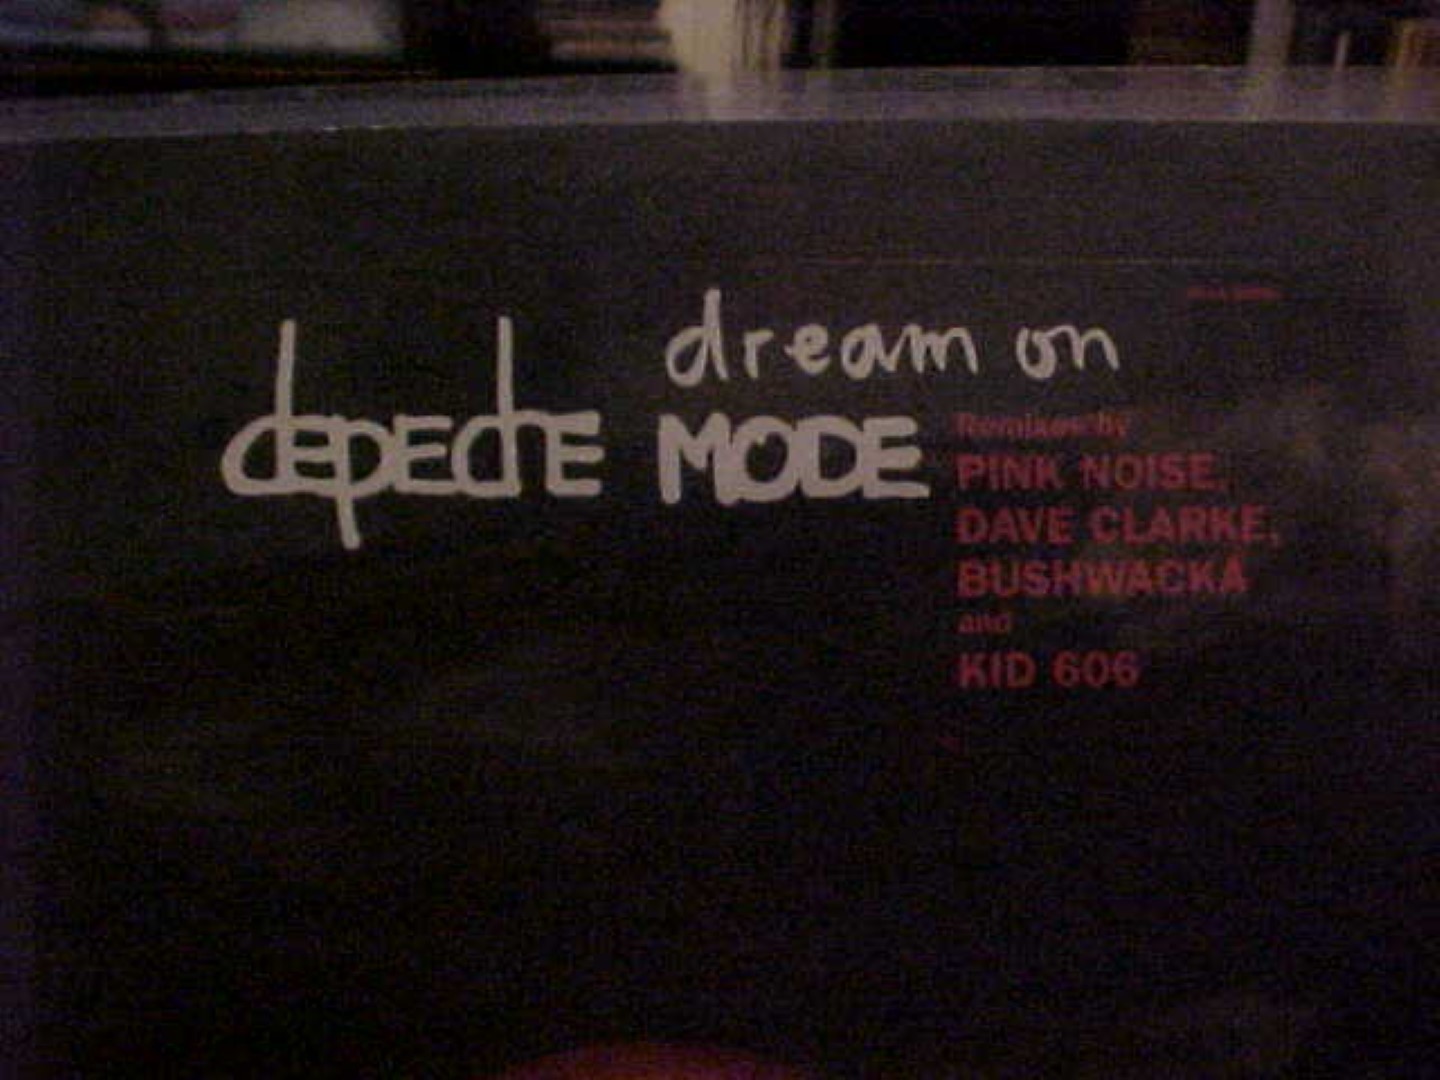 dream on
depeche MODE
Remixes by
PINK NOISE,
DAVE CLARKE,
BUSHWACKA
and
KID 606